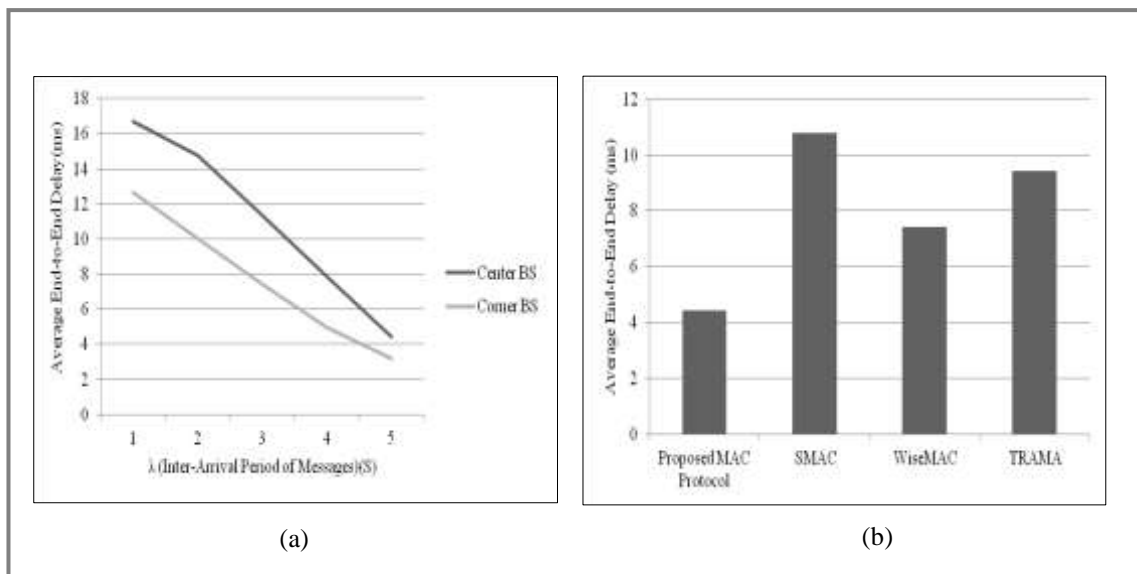 Average End-to-End Delay (ms)
18
16
14
12
10
8
6
4
2
0
1 2 3 4 5
λ (Inter-Arrival Period of Messages)(S)
Center BS
Corner BS
(a)
Average End-to-End Delay (ms)
12
10
8
6
4
2
0
Proposed MAC
Protocol
SMAC
WiseMAC
TRAMA
(b)